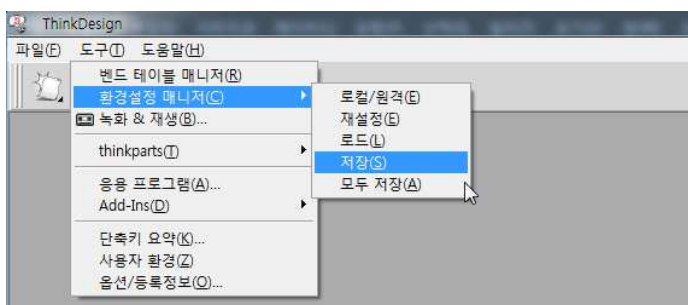 ThinkDesign
파일(F) 도구(T) 도움말(H)
벤드 테이블 매니저(R)
환경설정 매니저(C)
녹화 & 재생(B)...
thinkparts(T)
응용 프로그램(A)...
Add-Ins(D)
단축키 요약(K)...
사용자 환경(Z)
옵션/등록정보(O)...
로컬/원격(E)
재설정(E)
로드(L)
저장(S)
모두 저장(A)